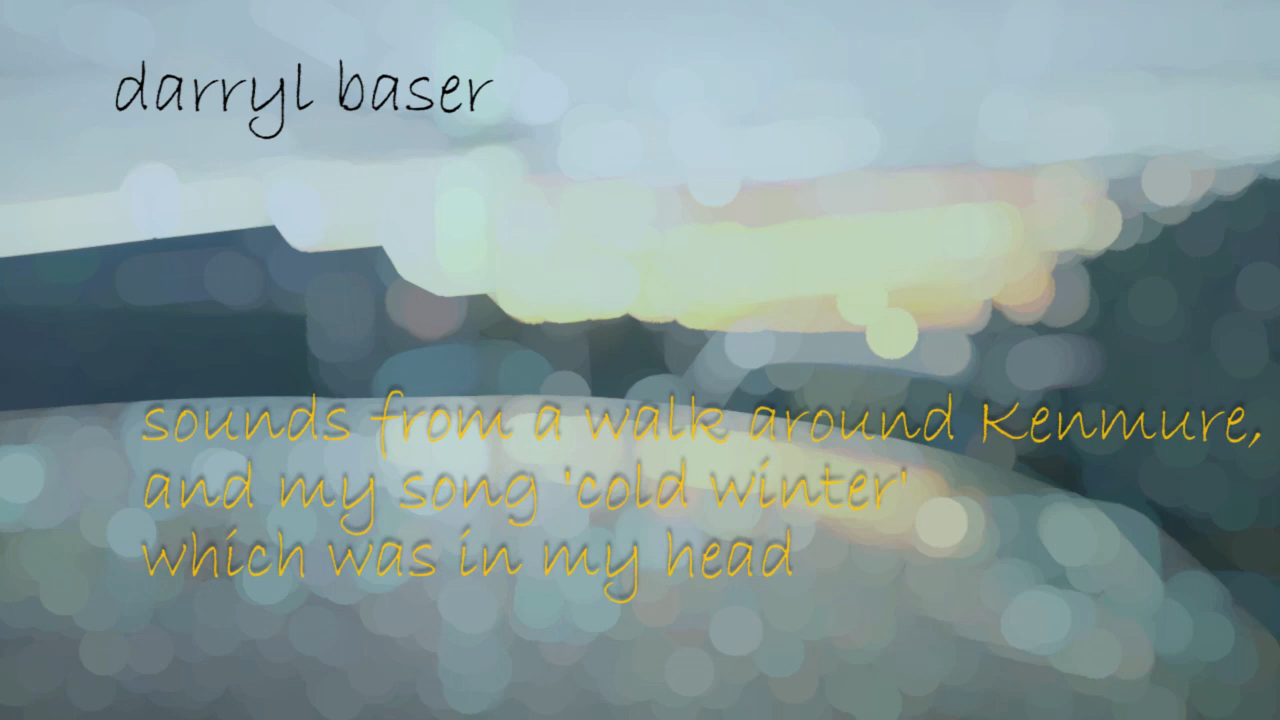 darryl baser
sounds from a walk around Kenmure,
and my song 'cold winter'
which was in my head